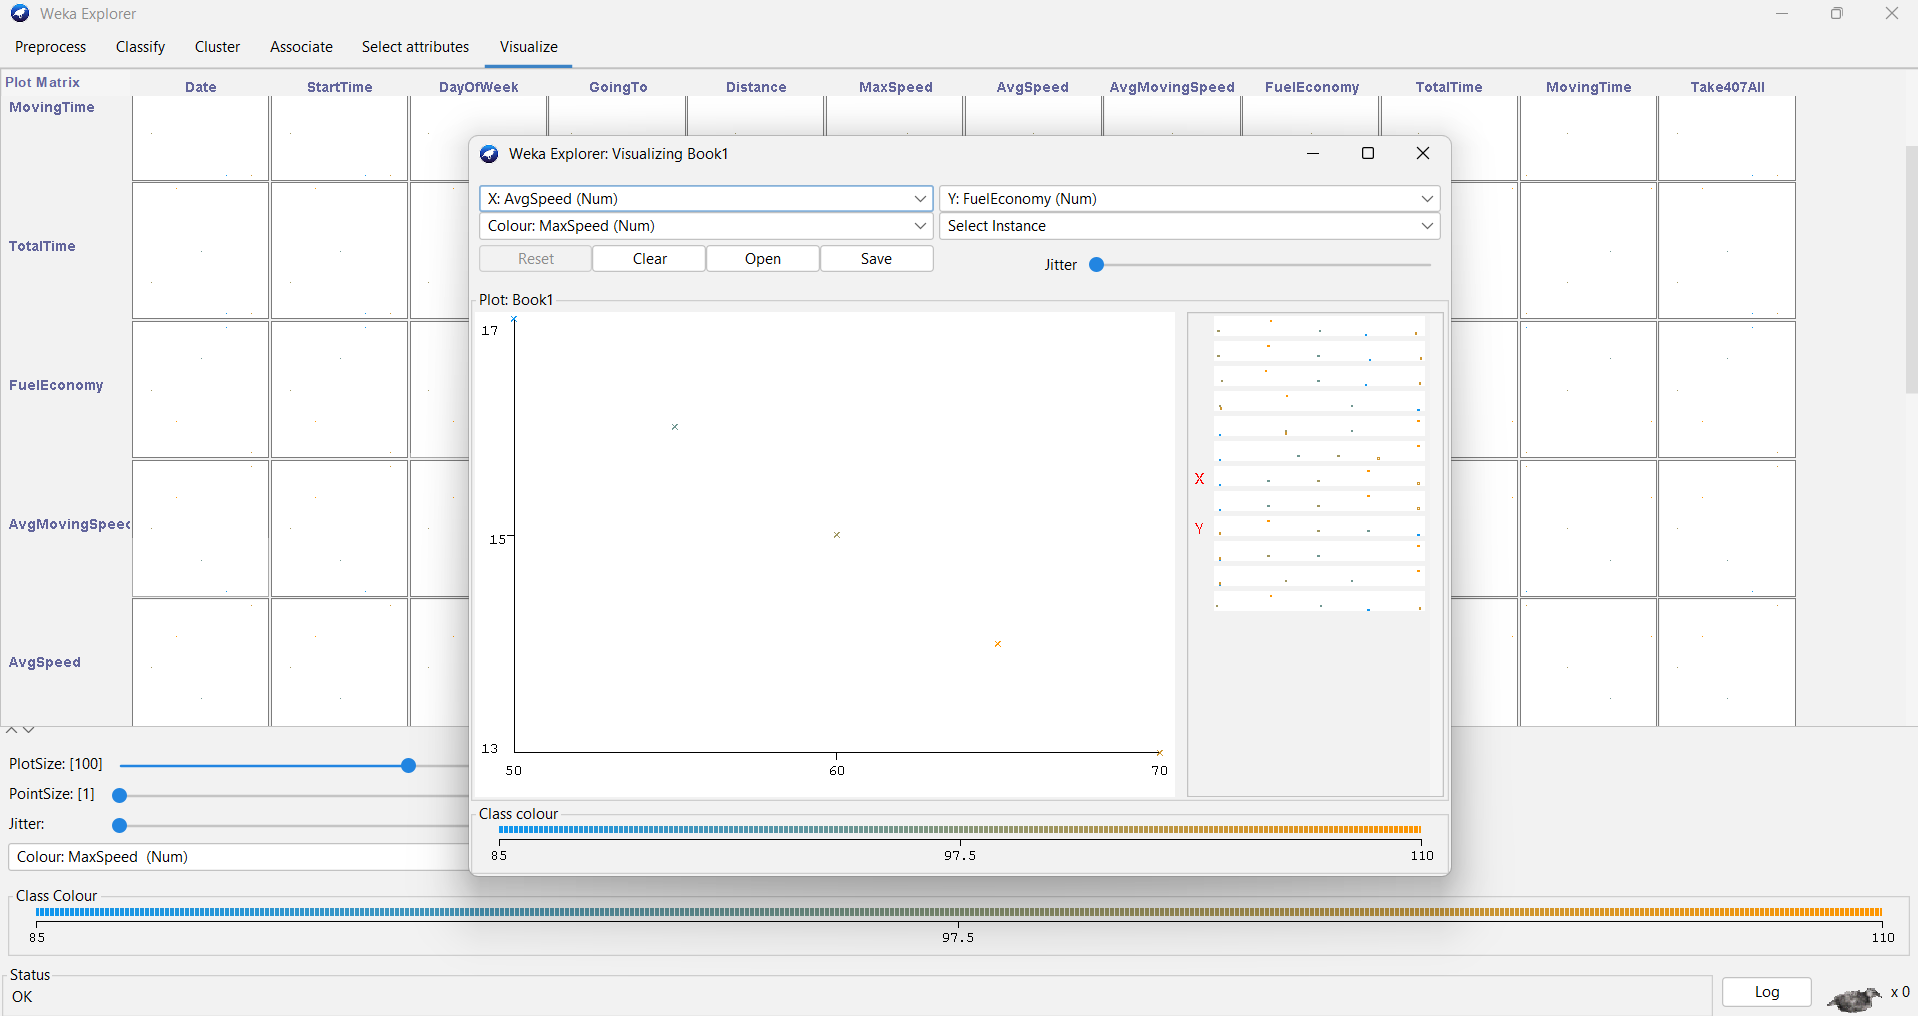 Weka Explorer
Preprocess Classify Cluster Associate Select attributes Visualize
Plot Matrix Date StartTime DayOfWeek GoingTo Distance MaxSpeed AvgSpeed AvgMovingSpeed FuelEconomy TotalTime MovingTime Take407All
MovingTime
TotalTime
FuelEconomy
AvgMovingSpeed
AvgSpeed
Weka Explorer: Visualizing Book1
X: AvgSpeed (Num) Y: FuelEconomy (Num)
Colour: MaxSpeed (Num) Select Instance
Reset Clear Open Save Jitter
Plot: Book1
17
15
13
50 60 70
X
Y
Class colour
85 97.5 110
PlotSize: [100]
PointSize: [1]
Jitter:
Colour: MaxSpeed (Num)
Class Colour
85 97.5 110
Status
OK
Log x 0